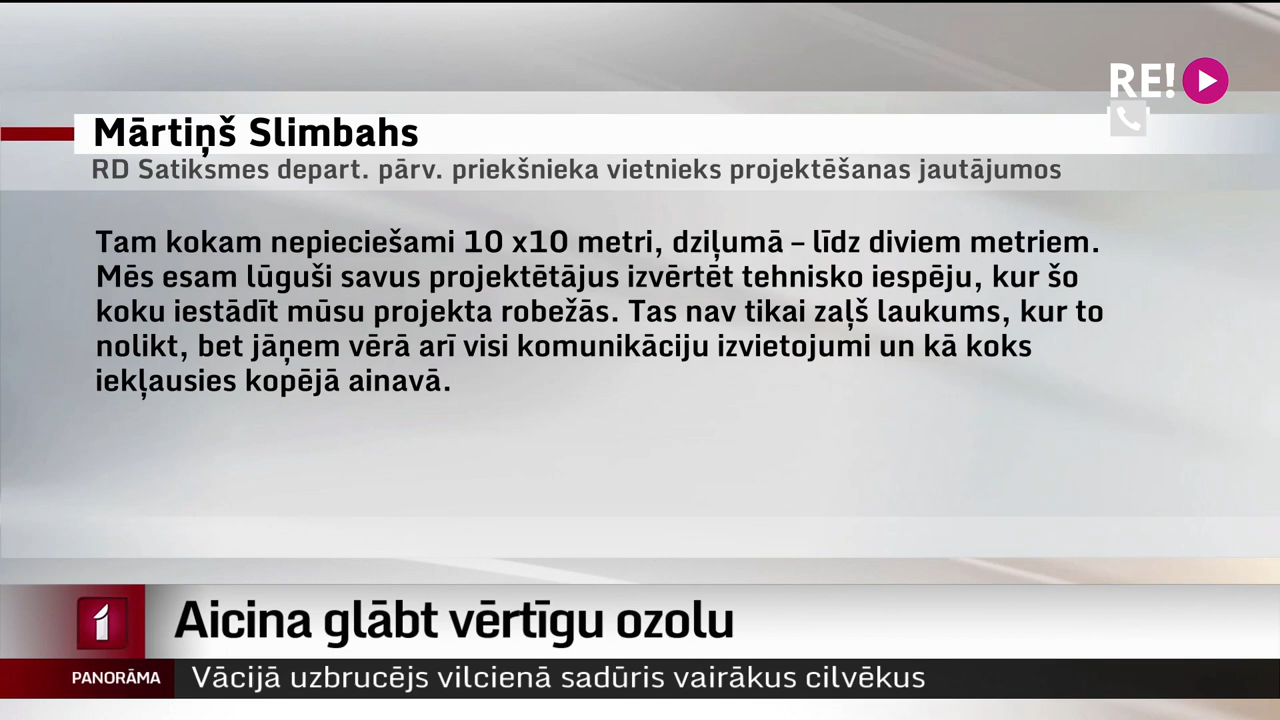 RE!
Mārtiņš Slimbahs
RD Satiksmes depart. pārv. priekšnieka vietnieks projektēšanas jautājumos
Tam kokam nepieciešami 10 x10 metri, dziļumā – līdz diviem metriem.
Mēs esam lūguši savus projektētājus izvērtēt tehnisko iespēju, kur šo
koku iestādīt mūsu projekta robežās. Tas nav tikai zaļš laukums, kur to
nolikt, bet jāņem vērā arī visi komunikāciju izvietojumi un kā koks
iekļausies kopējā ainavā.
1
Aicina glābt vērtīgu ozolu
PANORĀMA
Vācijā uzbrucējs vilcienā sadūris vairākus cilvēkus